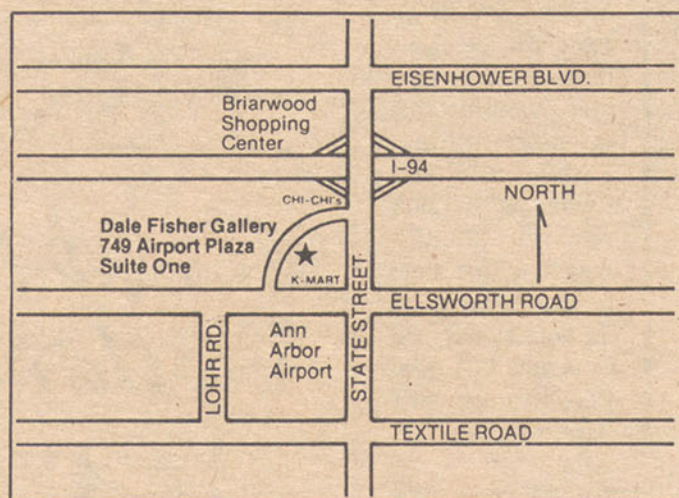 EISENHOWER BLVD.
Briarwood
Shopping
Center
I-94
CHI-CHI's
NORTH
Dale Fisher Gallery
749 Airport Plaza
Suite One
K-MART
ELLSWORTH ROAD
LOHR RD.
Ann
Arbor
Airport
STATE STREET
TEXTILE ROAD